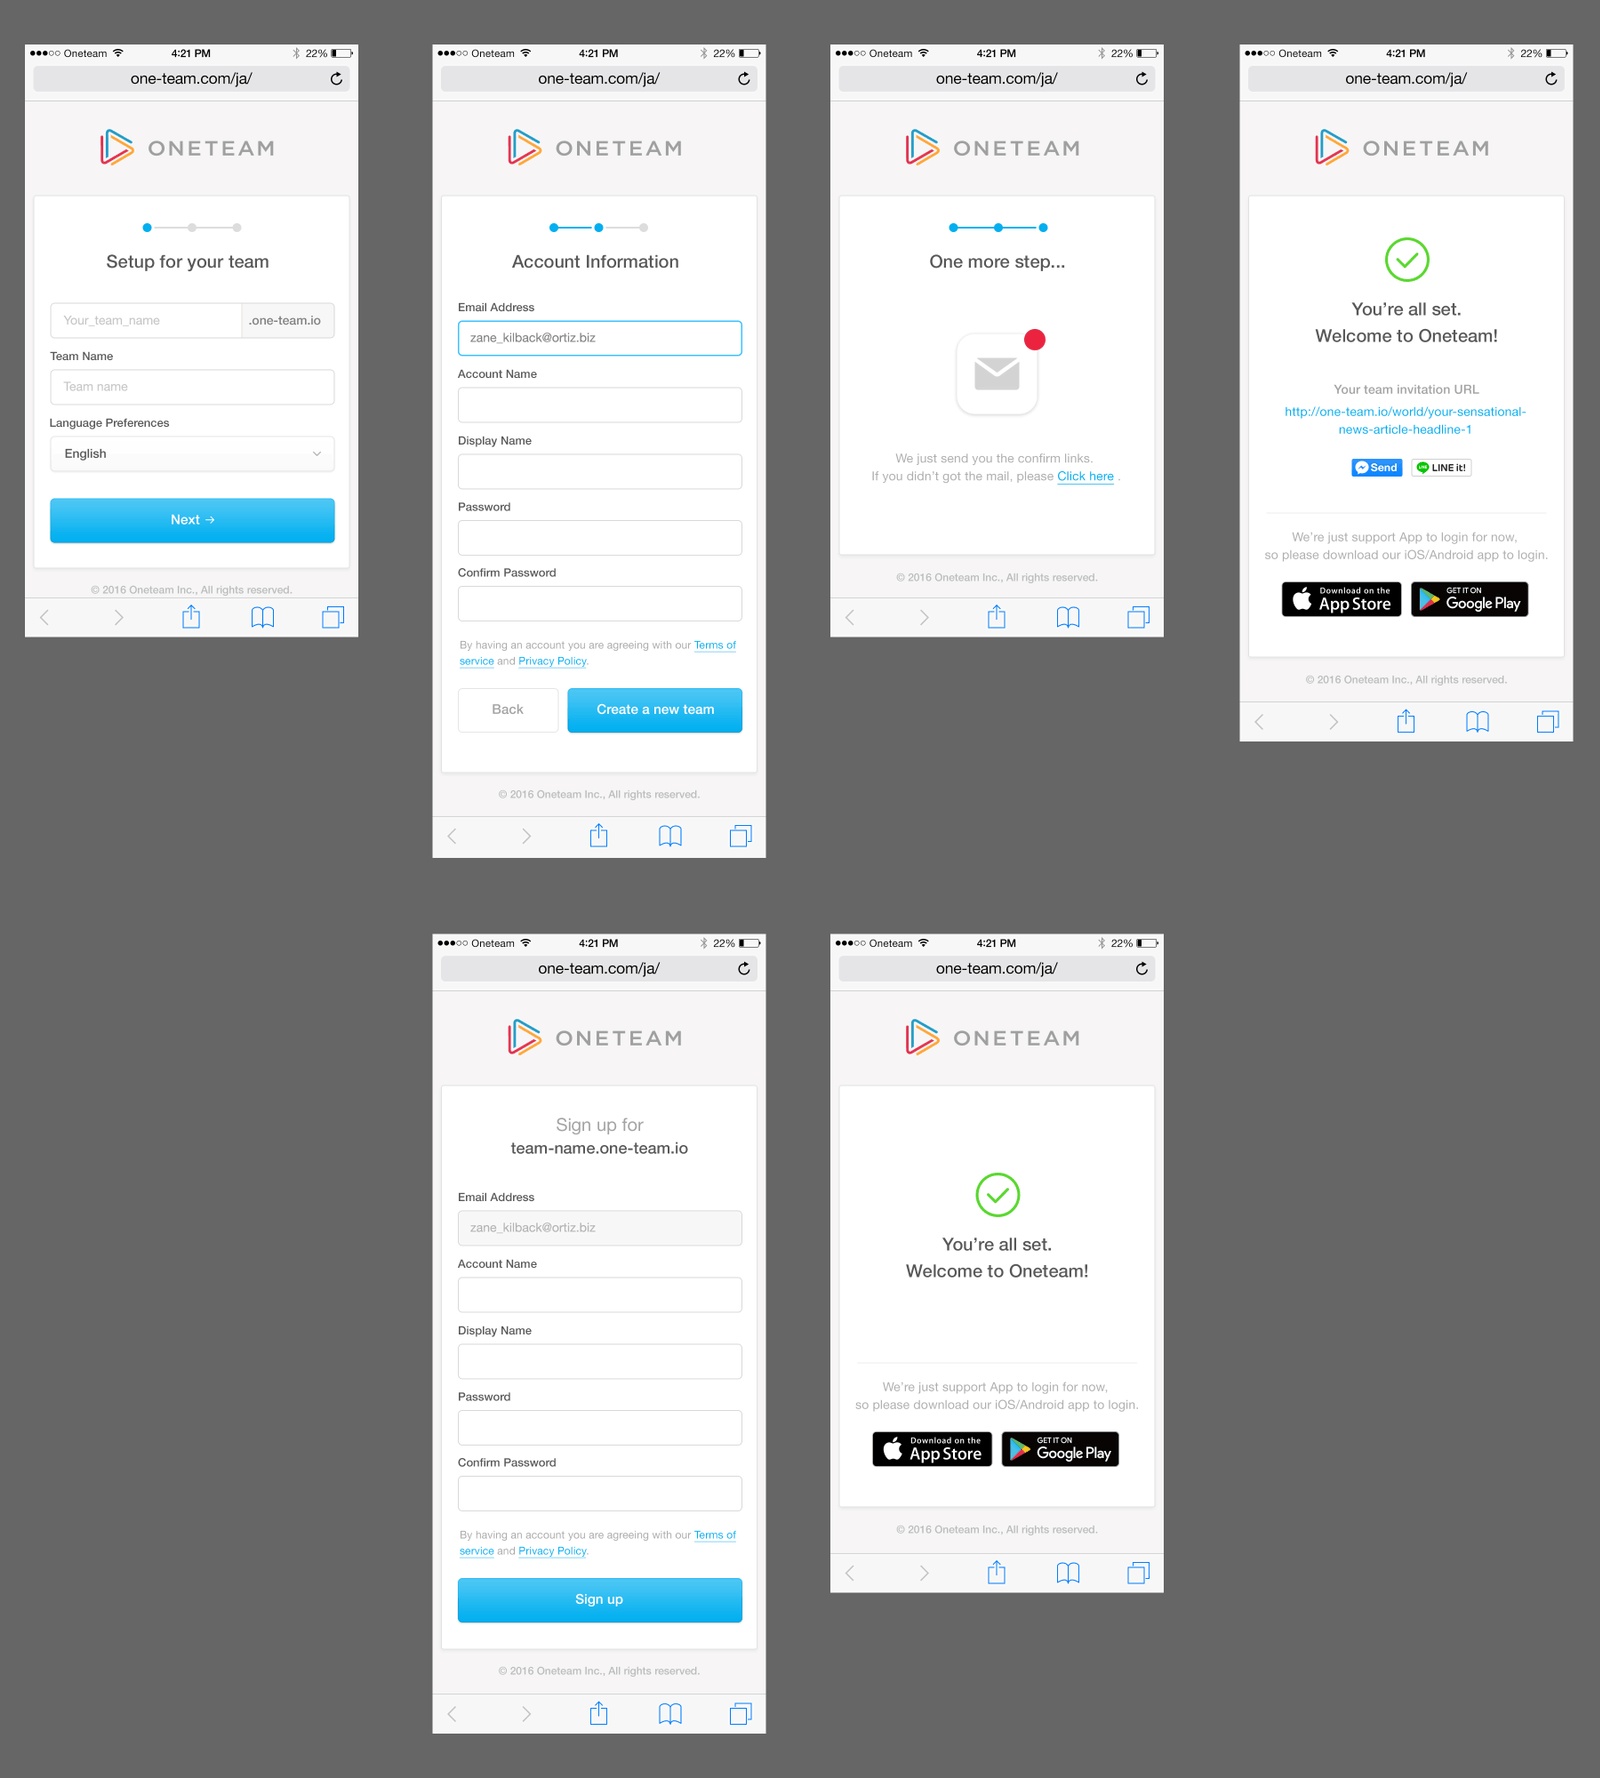 Oneteam
4:21 PM
22%
one-team.com/ja/
ONETEAM
Setup for your team
Your_team_name
.one-team.io
Team Name
Team name
Language Preferences
English
Next →
© 2016 Oneteam Inc., All rights reserved.
Oneteam
4:21 PM
22%
one-team.com/ja/
ONETEAM
Account Information
Email Address
zane_kilback@ortiz.biz
Account Name
Display Name
Password
Confirm Password
By having an account you are agreeing with our Terms of
service and Privacy Policy.
Back
Create a new team
© 2016 Oneteam Inc., All rights reserved.
Oneteam
4:21 PM
22%
one-team.com/ja/
ONETEAM
One more step...
We just send you the confirm links.
If you didn’t got the mail, please Click here .
© 2016 Oneteam Inc., All rights reserved.
Oneteam
4:21 PM
22%
one-team.com/ja/
ONETEAM
You’re all set.
Welcome to Oneteam!
Your team invitation URL
http://one-team.io/world/your-sensational-
news-article-headline-1
Send
LINE it!
We’re just support App to login for now,
so please download our iOS/Android app to login.
Download on the
App Store
GET IT ON
Google Play
© 2016 Oneteam Inc., All rights reserved.
Oneteam
4:21 PM
22%
one-team.com/ja/
ONETEAM
Sign up for
team-name.one-team.io
Email Address
zane_kilback@ortiz.biz
Account Name
Display Name
Password
Confirm Password
By having an account you are agreeing with our Terms of
service and Privacy Policy.
Sign up
© 2016 Oneteam Inc., All rights reserved.
Oneteam
4:21 PM
22%
one-team.com/ja/
ONETEAM
You’re all set.
Welcome to Oneteam!
We’re just support App to login for now,
so please download our iOS/Android app to login.
Download on the
App Store
GET IT ON
Google Play
© 2016 Oneteam Inc., All rights reserved.